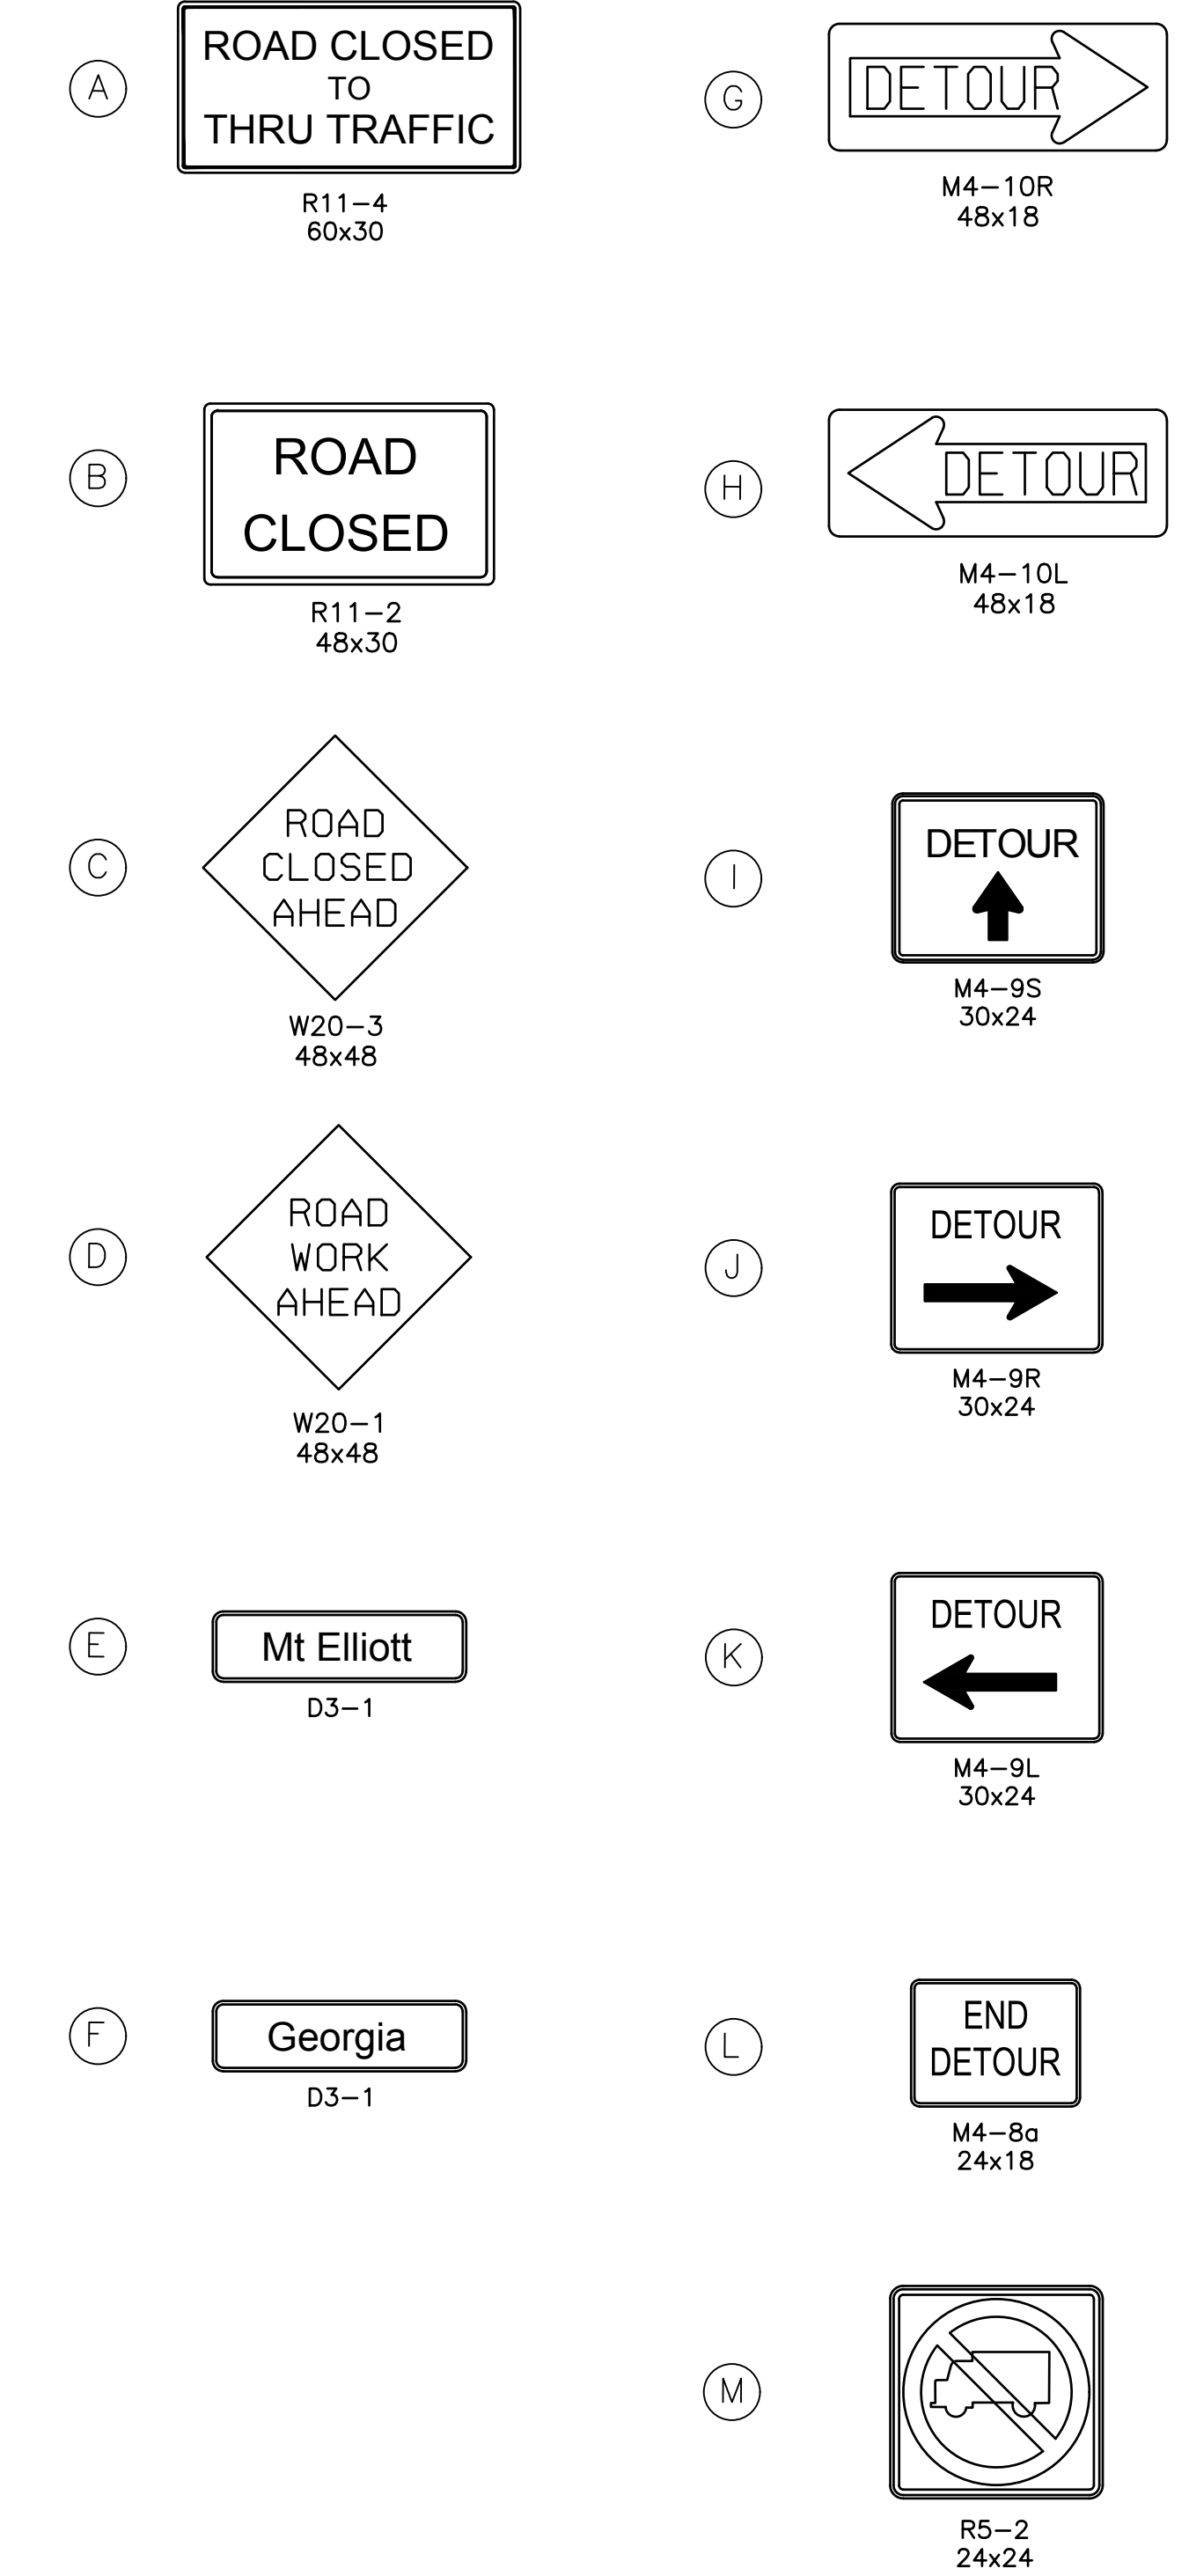 A
ROAD CLOSED
TO
THRU TRAFFIC
R11-4
60x30
B
ROAD
CLOSED
R11-2
48x30
C
ROAD
CLOSED
AHEAD
W20-3
48x48
D
ROAD
WORK
AHEAD
W20-1
48x48
E
Mt Elliott
D3-1
F
Georgia
D3-1
G
DETOUR
M4-10R
48x18
H
DETOUR
M4-10L
48x18
I
DETOUR
M4-9S
30x24
J
DETOUR
M4-9R
30x24
K
DETOUR
M4-9L
30x24
L
END
DETOUR
M4-8a
24x18
M
R5-2
24x24